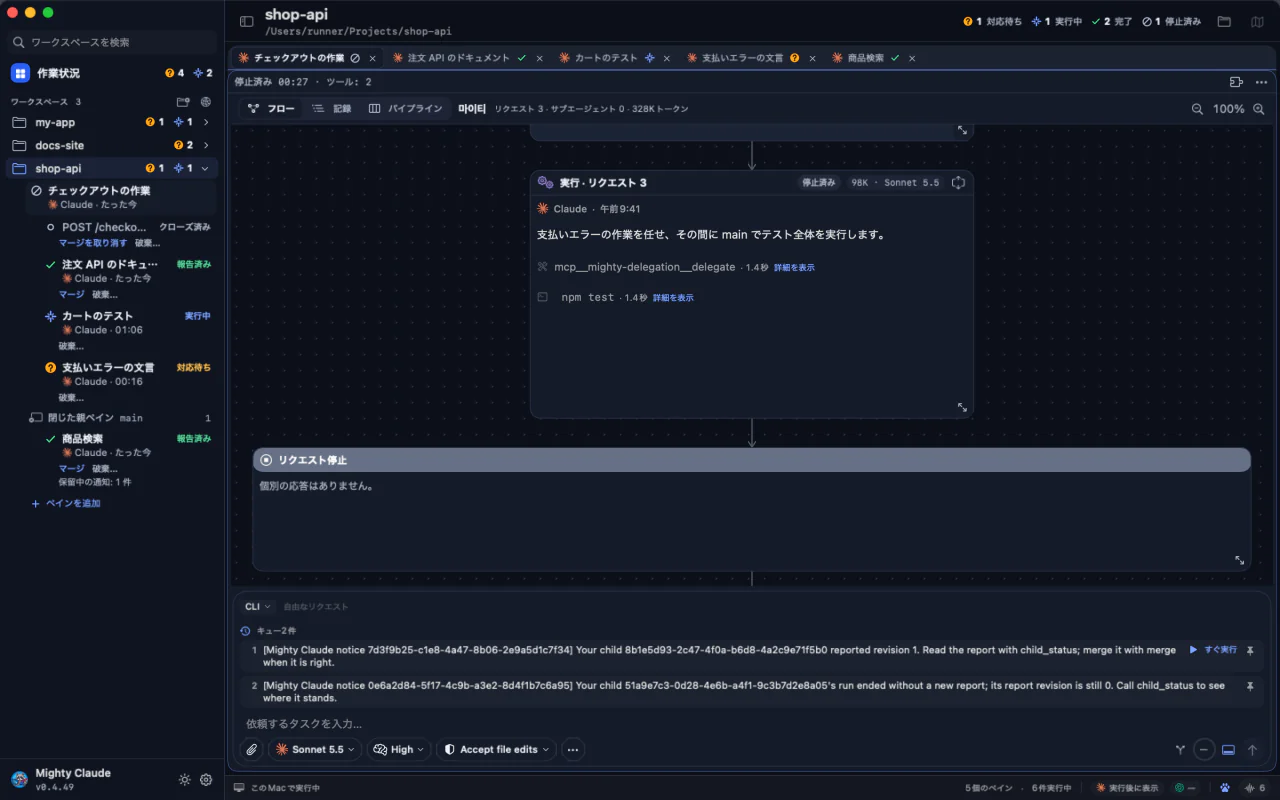 ワークスペースを検索
作業状況 4 2
ワークスペース 3
my-app 1 1
docs-site 2
shop-api 1 1
チェックアウトの作業
Claude · たった今
POST /checko... クローズ済み
マージを取り消す 破棄...
注文 API のドキュ… 報告済み
Claude · たった今
マージ 破棄...
カートのテスト 実行中
Claude · 01:06
破棄...
支払いエラーの文言 対応待ち
Claude · 00:16
破棄...
閉じた親ペイン main 1
商品検索 報告済み
Claude · たった今
マージ 破棄...
保留中の通知: 1 件
+ ペインを追加
Mighty Claude
v0.4.49
shop-api
/Users/runner/Projects/shop-api
1 対応待ち 1 実行中 2 完了 1 停止済み
チェックアウトの作業 注文 API のドキュメント カートのテスト 支払いエラーの文言 商品検索
停止済み 00:27 · ツール: 2
フロー 記録 パイプライン 마이티 リクエスト 3 · サブエージェント 0 · 328K トークン
100%
実行 · リクエスト 3 停止済み 98K · Sonnet 5.5
Claude · 午前9:41
支払いエラーの作業を任せ、その間に main でテスト全体を実行します。
mcp__mighty-delegation__delegate · 1.4秒 詳細を表示
npm test · 1.4秒 詳細を表示
リクエスト停止
個別の応答はありません。
CLI 自由なリクエスト
キュー2件
1 [Mighty Claude notice 7d3f9b25-c1e8-4a47-8b06-2e9a5d1c7f34] Your child 8b1e5d93-2c47-4f0a-b6d8-4a2c9e71f5b0 reported revision 1. Read the report with child_status; merge it with merge
when it is right.
すぐ実行
2 [Mighty Claude notice 0e6a2d84-5f17-4c9b-a3e2-8d4f1b7c6a95] Your child 51a9e7c3-0d28-4e6b-a4f1-9c3b7d2e8a05's run ended without a new report; its report revision is still 0. Call child_status to see
where it stands.
依頼するタスクを入力...
Sonnet 5.5 High Accept file edits
この Mac で実行中
5個のペイン · 6件実行中 実行後に表示 — 6